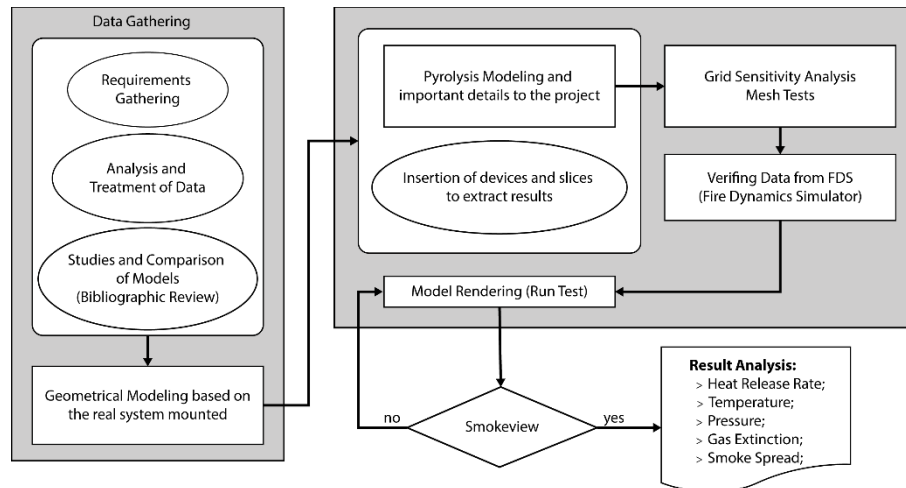 Data Gathering
Requirements
Gathering
Analysis and
Treatment of Data
Studies and Comparison
of Models
(Bibliographic Review)
Geometrical Modeling based on
the real system mounted
Pyrolysis Modeling and
important details to the project
Insertion of devices and slices
to extract results
Grid Sensitivity Analysis
Mesh Tests
Verifing Data from FDS
(Fire Dynamics Simulator)
Model Rendering (Run Test)
no
Smokeview
yes
Result Analysis:
> Heat Release Rate;
> Temperature;
> Pressure;
> Gas Extinction;
> Smoke Spread;